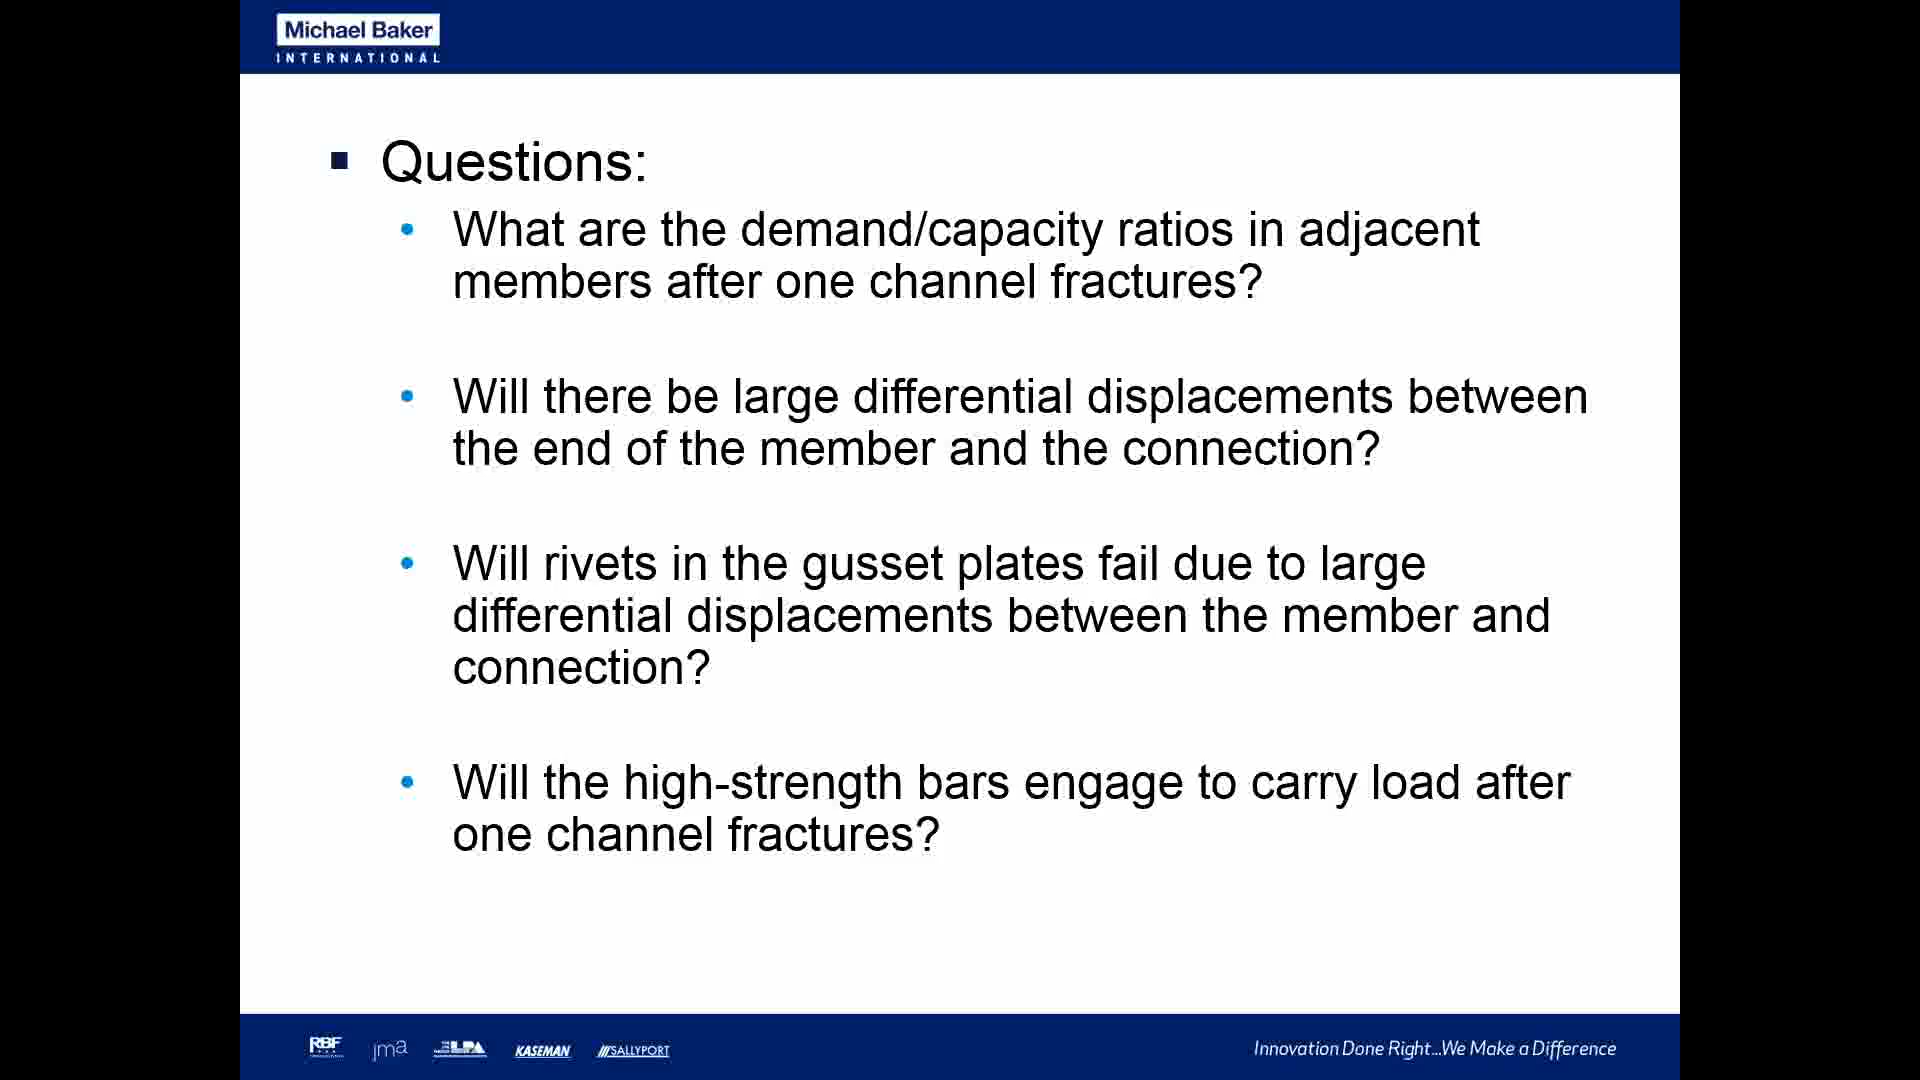 Michael Baker
INTERNATIONAL
Questions:
What are the demand/capacity ratios in adjacent
members after one channel fractures?
Will there be large differential displacements between
the end of the member and the connection?
Will rivets in the gusset plates fail due to large
differential displacements between the member and
connection?
Will the high-strength bars engage to carry load after
one channel fractures?
RBF
jma
LPA
KASEMAN
SALLYPORT
Innovation Done Right...We Make a Difference